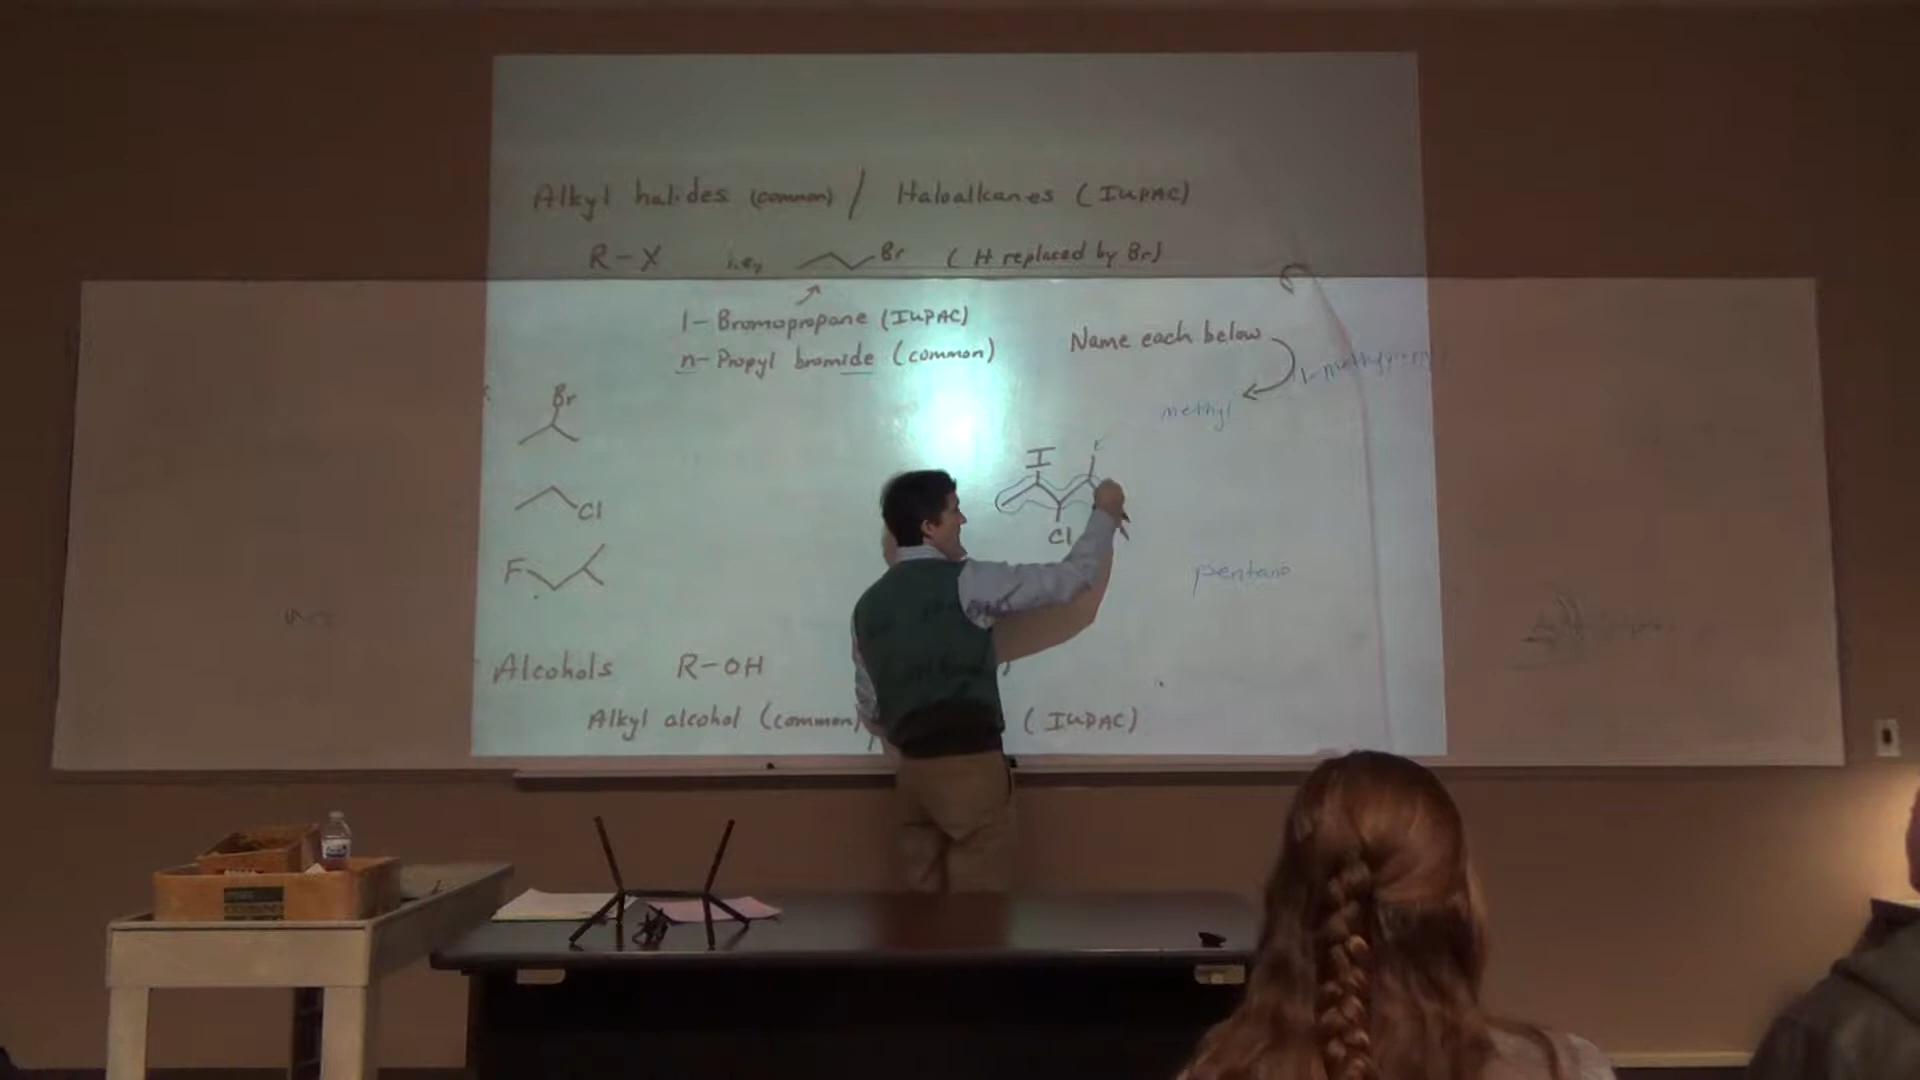 Alkyl halides (common) / Haloalkanes (IUPAC)
R-X i.e., Br (H replaced by Br)
1-Bromopropane (IUPAC)
n-Propyl bromide (common)
Name each below
methyl
Br
I
Cl
Cl
F
pentane
Alcohols R-OH
Alkyl alcohol (common) (IUPAC)